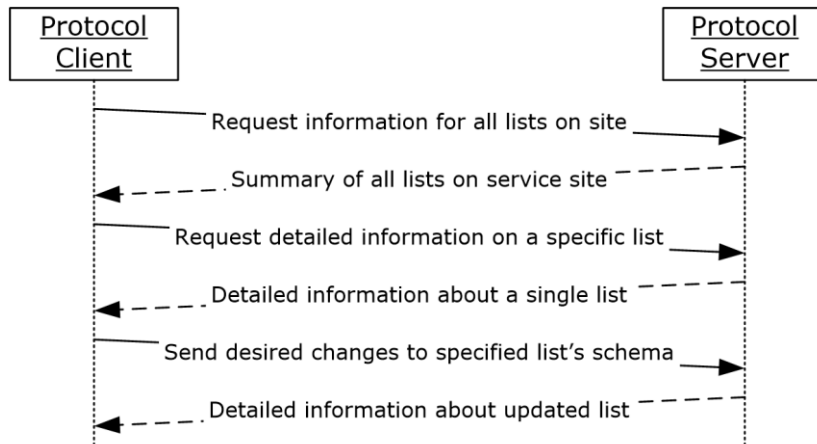 Protocol
Client
Protocol
Server
Request information for all lists on site
Summary of all lists on service site
Request detailed information on a specific list
Detailed information about a single list
Send desired changes to specified list's schema
Detailed information about updated list